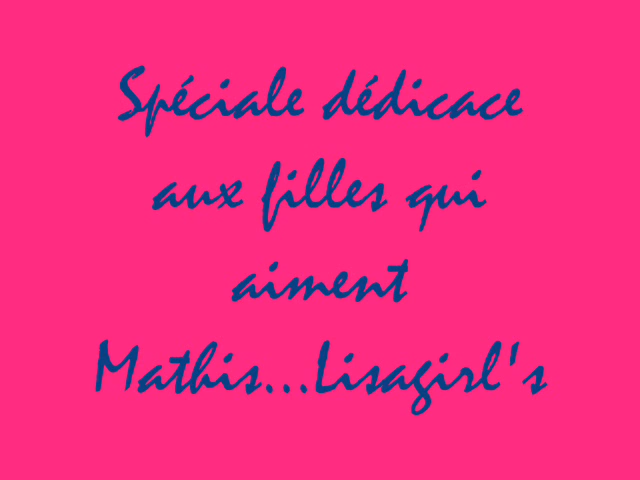 Spéciale dédicace
aux filles qui
aiment
Mathis...Lisagirl's